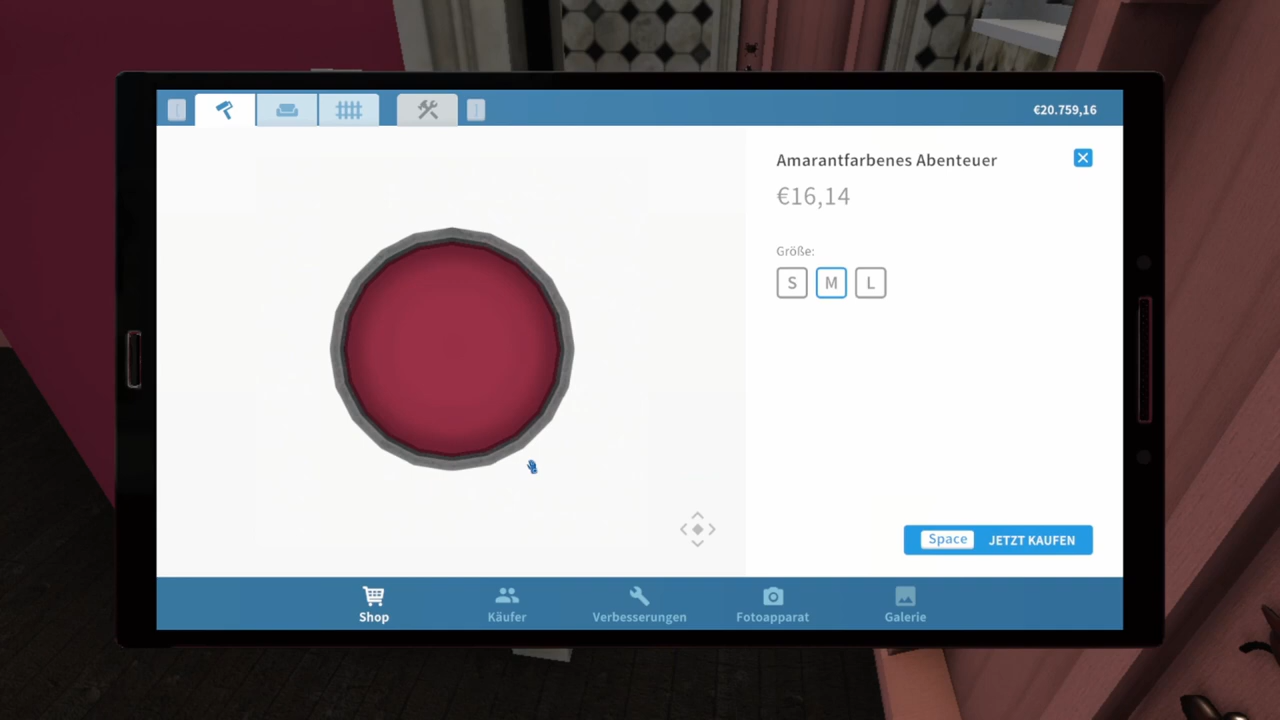 €20.759,16
Amarantfarbenes Abenteuer
€16,14
Größe:
S M L
Space JETZT KAUFEN
Shop Käufer Verbesserungen Fotoapparat Galerie